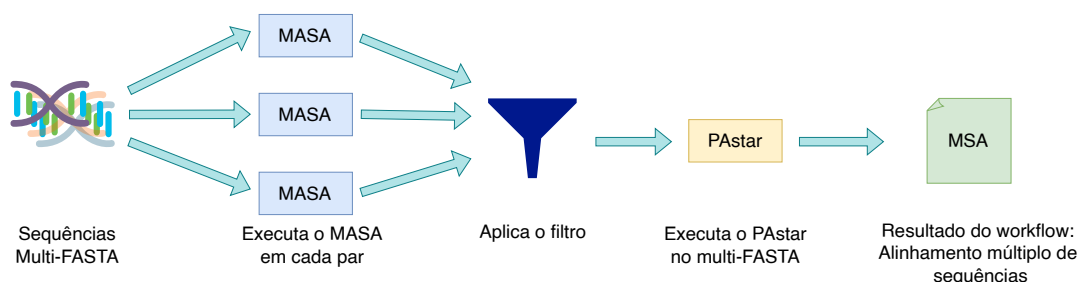 MASA
MASA
MASA
PAstar
MSA
Sequências
Multi-FASTA
Executa o MASA
em cada par
Aplica o filtro
Executa o PAstar
no multi-FASTA
Resultado do workflow:
Alinhamento múltiplo de
sequências